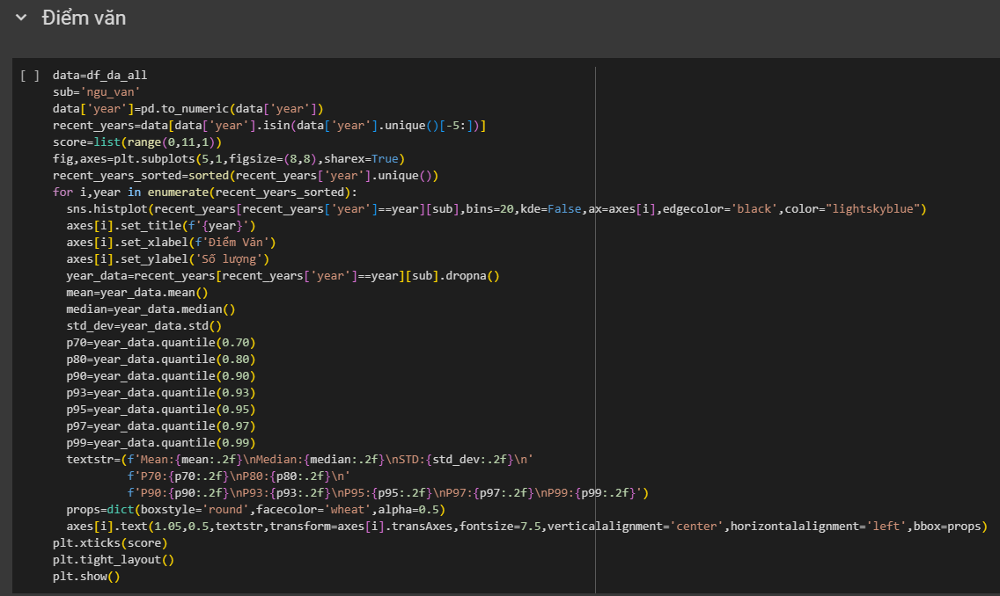 Điểm văn
[ ] data=df_da_all
sub='ngu_van'
data['year']=pd.to_numeric(data['year'])
recent_years=data[data['year'].isin(data['year'].unique()[-5:])]
score=list(range(0,11,1))
fig,axes=plt.subplots(5,1,figsize=(8,8),sharex=True)
recent_years_sorted=sorted(recent_years['year'].unique())
for i,year in enumerate(recent_years_sorted):
  sns.histplot(recent_years[recent_years['year']==year][sub],bins=20,kde=False,ax=axes[i],edgecolor='black',color="lightskyblue")
  axes[i].set_title(f'{year}')
  axes[i].set_xlabel(f'Điểm Văn')
  axes[i].set_ylabel('Số lượng')
  year_data=recent_years[recent_years['year']==year][sub].dropna()
  mean=year_data.mean()
  median=year_data.median()
  std_dev=year_data.std()
  p70=year_data.quantile(0.70)
  p80=year_data.quantile(0.80)
  p90=year_data.quantile(0.90)
  p93=year_data.quantile(0.93)
  p95=year_data.quantile(0.95)
  p97=year_data.quantile(0.97)
  p99=year_data.quantile(0.99)
  textstr=(f'Mean:{mean:.2f}\nMedian:{median:.2f}\nSTD:{std_dev:.2f}\n'
           f'P70:{p70:.2f}\nP80:{p80:.2f}\n'
           f'P90:{p90:.2f}\nP93:{p93:.2f}\nP95:{p95:.2f}\nP97:{p97:.2f}\nP99:{p99:.2f}')
  props=dict(boxstyle='round',facecolor='wheat',alpha=0.5)
  axes[i].text(1.05,0.5,textstr,transform=axes[i].transAxes,fontsize=7.5,verticalalignment='center',horizontalalignment='left',bbox=props)
plt.xticks(score)
plt.tight_layout()
plt.show()